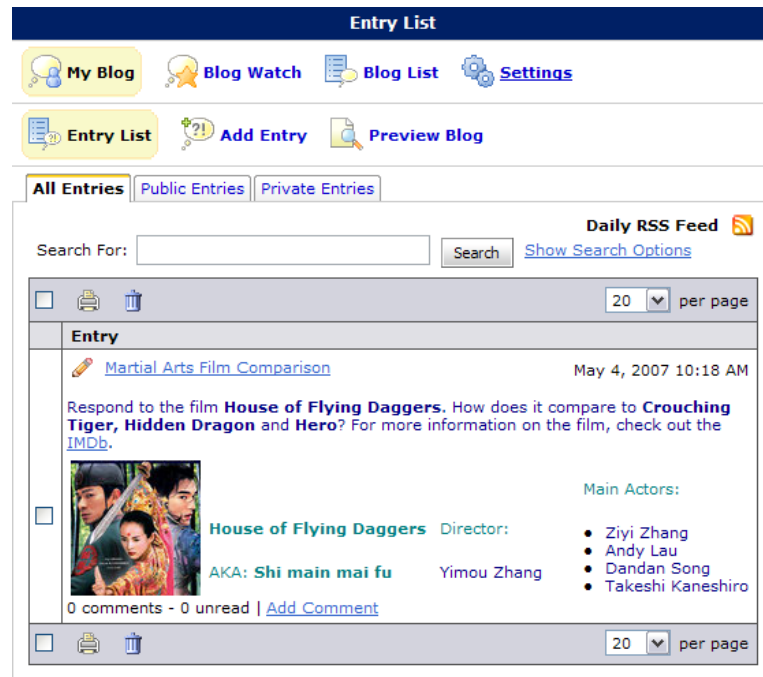 Entry List
My Blog Blog Watch Blog List Settings
Entry List Add Entry Preview Blog
All Entries Public Entries Private Entries
Daily RSS Feed
Search For: Search Show Search Options
20 per page
Entry
Martial Arts Film Comparison May 4, 2007 10:18 AM
Respond to the film House of Flying Daggers. How does it compare to Crouching
Tiger, Hidden Dragon and Hero? For more information on the film, check out the
IMDb.
Main Actors:
House of Flying Daggers Director:
• Ziyi Zhang
• Andy Lau
• Dandan Song
AKA: Shi main mai fu Yimou Zhang
• Takeshi Kaneshiro
0 comments - 0 unread | Add Comment
20 per page